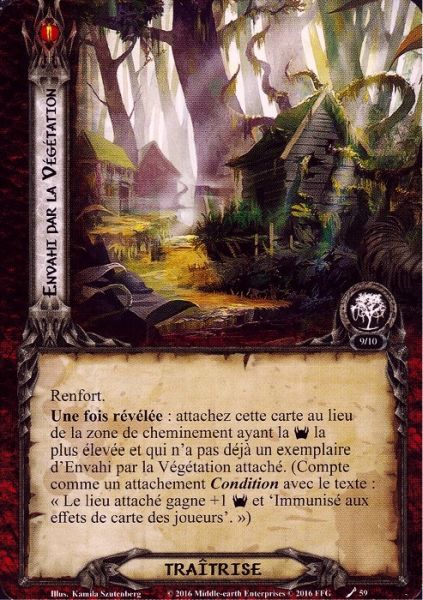 ENVAHI PAR LA VÉGÉTATION
9/10
Renfort.
Une fois révélée : attachez cette carte au lieu
de la zone de cheminement ayant la la
plus élevée et qui n'a pas déjà un exemplaire
d'Envahi par la Végétation attaché. (Compte
comme un attachement Condition avec le texte :
« Le lieu attaché gagne +1 et 'Immunisé aux
effets de carte des joueurs'. »)
TRAÎTRISE
Illus. Kamila Szutenberg © 2016 Middle-earth Enterprises © 2016 FFG 59